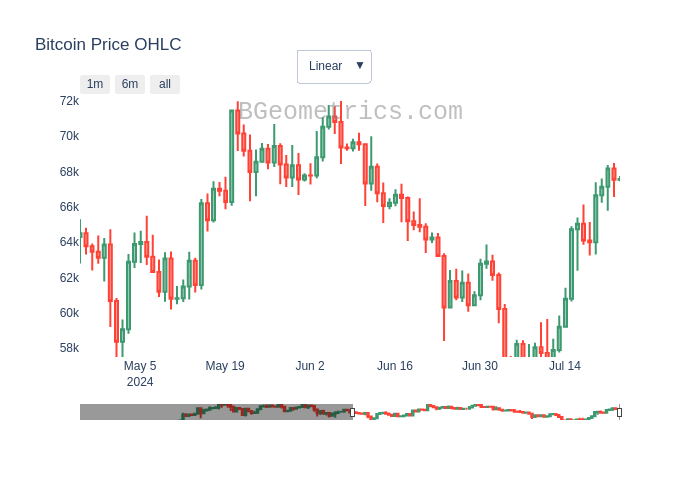 Bitcoin Price OHLC
Linear ▼
1m 6m all
BGeometrics.com
72k
70k
68k
66k
64k
62k
60k
58k
May 5 May 19 Jun 2 Jun 16 Jun 30 Jul 14
2024